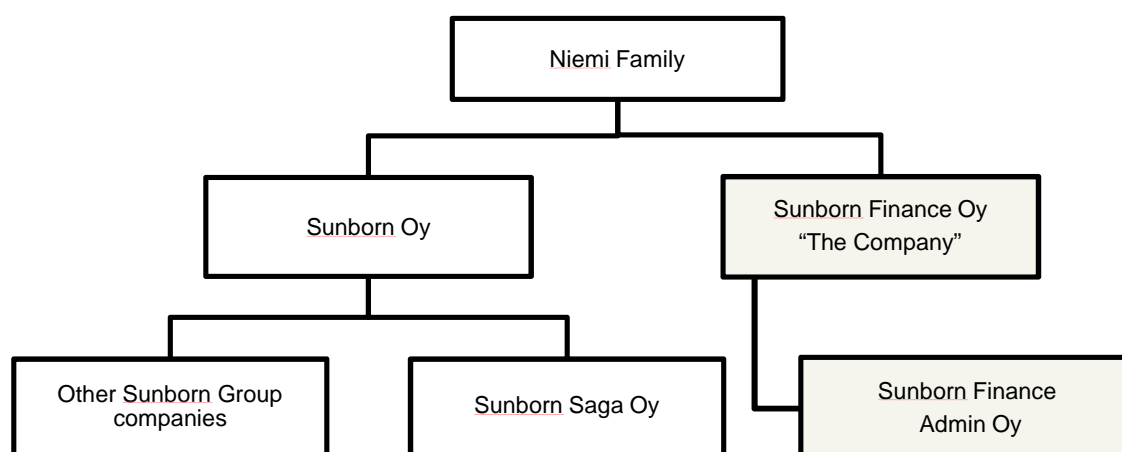 Niemi Family
Sunborn Oy
Sunborn Finance Oy
“The Company”
Other Sunborn Group
companies
Sunborn Saga Oy
Sunborn Finance
Admin Oy